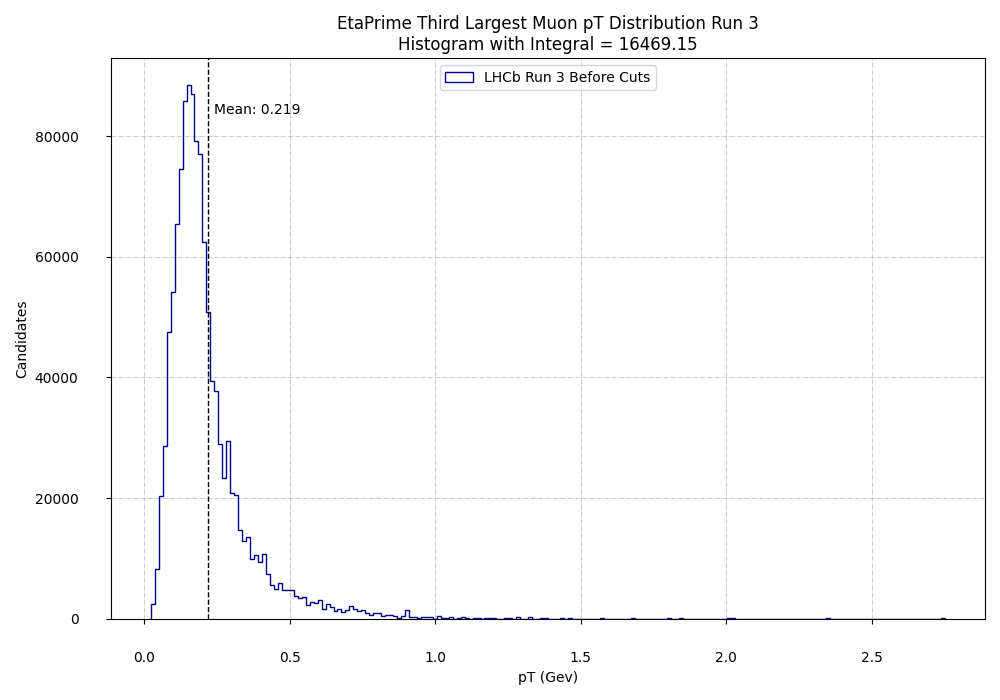 EtaPrime Third Largest Muon pT Distribution Run 3
Histogram with Integral = 16469.15
LHCb Run 3 Before Cuts
Mean: 0.219
80000
60000
40000
20000
0
Candidates
0.0 0.5 1.0 1.5 2.0 2.5
pT (Gev)